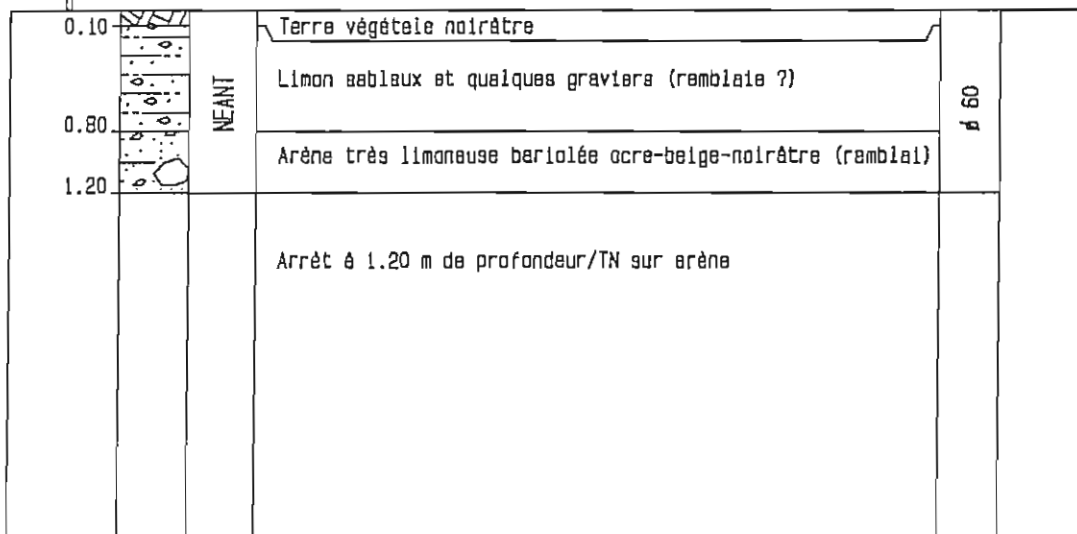 0.10
Terre végétale noirâtre
Limon sableux et quelques graviers (remblais ?)
NEANT
ø 60
0.80
Arène très limoneuse bariolée ocre-beige-noirâtre (remblai)
1.20
Arrêt à 1.20 m de profondeur/TN sur arène